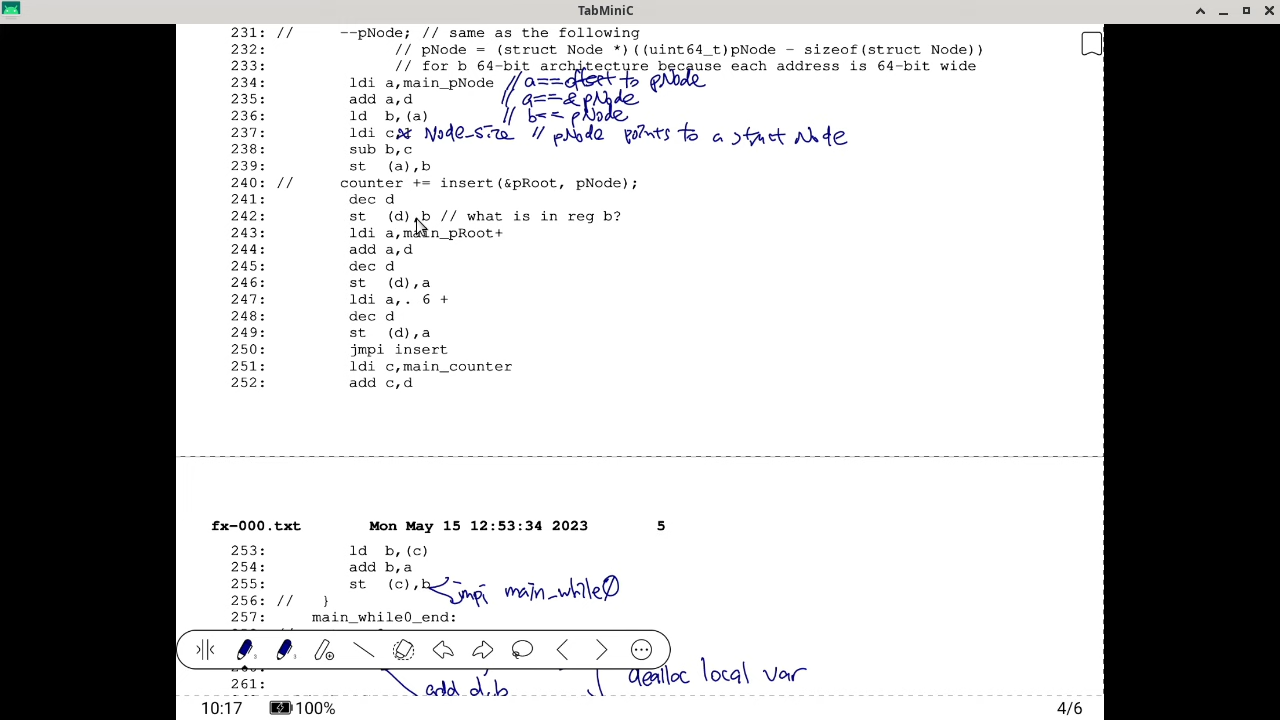 TabMiniC
231: //     --pNode; // same as the following
232:            // pNode = (struct Node *)((uint64_t)pNode - sizeof(struct Node))
233:            // for b 64-bit architecture because each address is 64-bit wide
234:       ldi a,main_pNode // a==offset to pNode
235:       add a,d // a==&pNode
236:       ld  b,(a) // b== pNode
237:       ldi c, Node_size // pNode points to a struct Node
238:       sub b,c
239:       st  (a),b
240: //     counter += insert(&pRoot, pNode);
241:       dec d
242:       st  (d),b // what is in reg b?
243:       ldi a,main_pRoot+
244:       add a,d
245:       dec d
246:       st  (d),a
247:       ldi a,. 6 +
248:       dec d
249:       st  (d),a
250:       jmpi insert
251:       ldi c,main_counter
252:       add c,d
fx-000.txt       Mon May 15 12:53:34 2023       5
253:       ld  b,(c)
254:       add b,a
255:       st  (c),b jmpi main_while0
256: //   }
257:    main_while0_end:
261:
dealloc local var
add d,b
10:17 100% 4/6